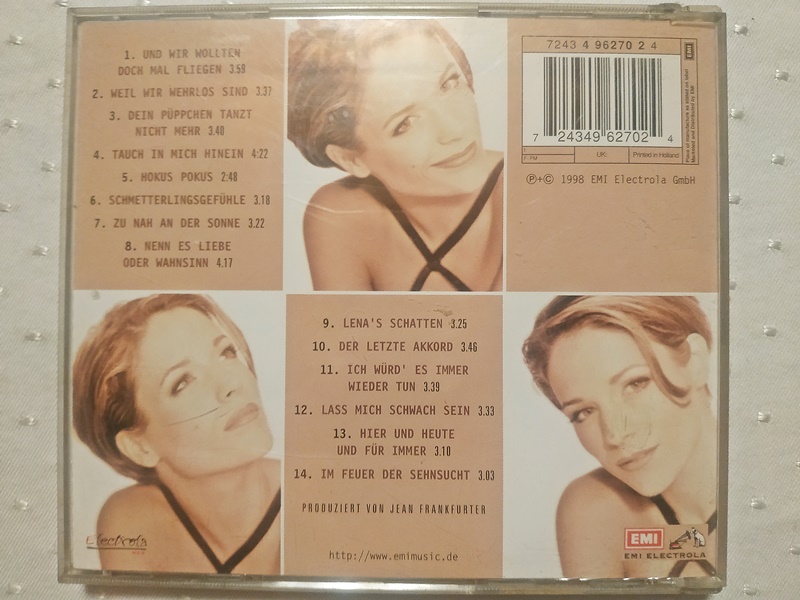 1. UND WIR WOLLTEN
DOCH MAL FLIEGEN 3.59
2. WEIL WIR WEHRLOS SIND 3.37
3. DEIN PÜPPCHEN TANZT
NICHT MEHR 3.40
4. TAUCH IN MICH HINEIN 4:22
5. HOKUS POKUS 2:48
6. SCHMETTERLINGSGEFÜHLE 3.18
7. ZU NAH AN DER SONNE 3.22
8. NENN ES LIEBE
ODER WAHNSINN 4.17
7243 4 96270 2 4
EMI
7 24349 62702 4
UK:
Printed in Holland
℗+© 1998 EMI Electrola GmbH
9. LENA'S SCHATTEN 3.25
10. DER LETZTE AKKORD 3.46
11. ICH WÜRD' ES IMMER
WIEDER TUN 3.39
12. LASS MICH SCHWACH SEIN 3.33
13. HIER UND HEUTE
UND FÜR IMMER 3.10
14. IM FEUER DER SEHNSUCHT 3.03
PRODUZIERT VON JEAN FRANKFURTER
http://www.emimusic.de
Electrola
EMI
EMI ELECTROLA